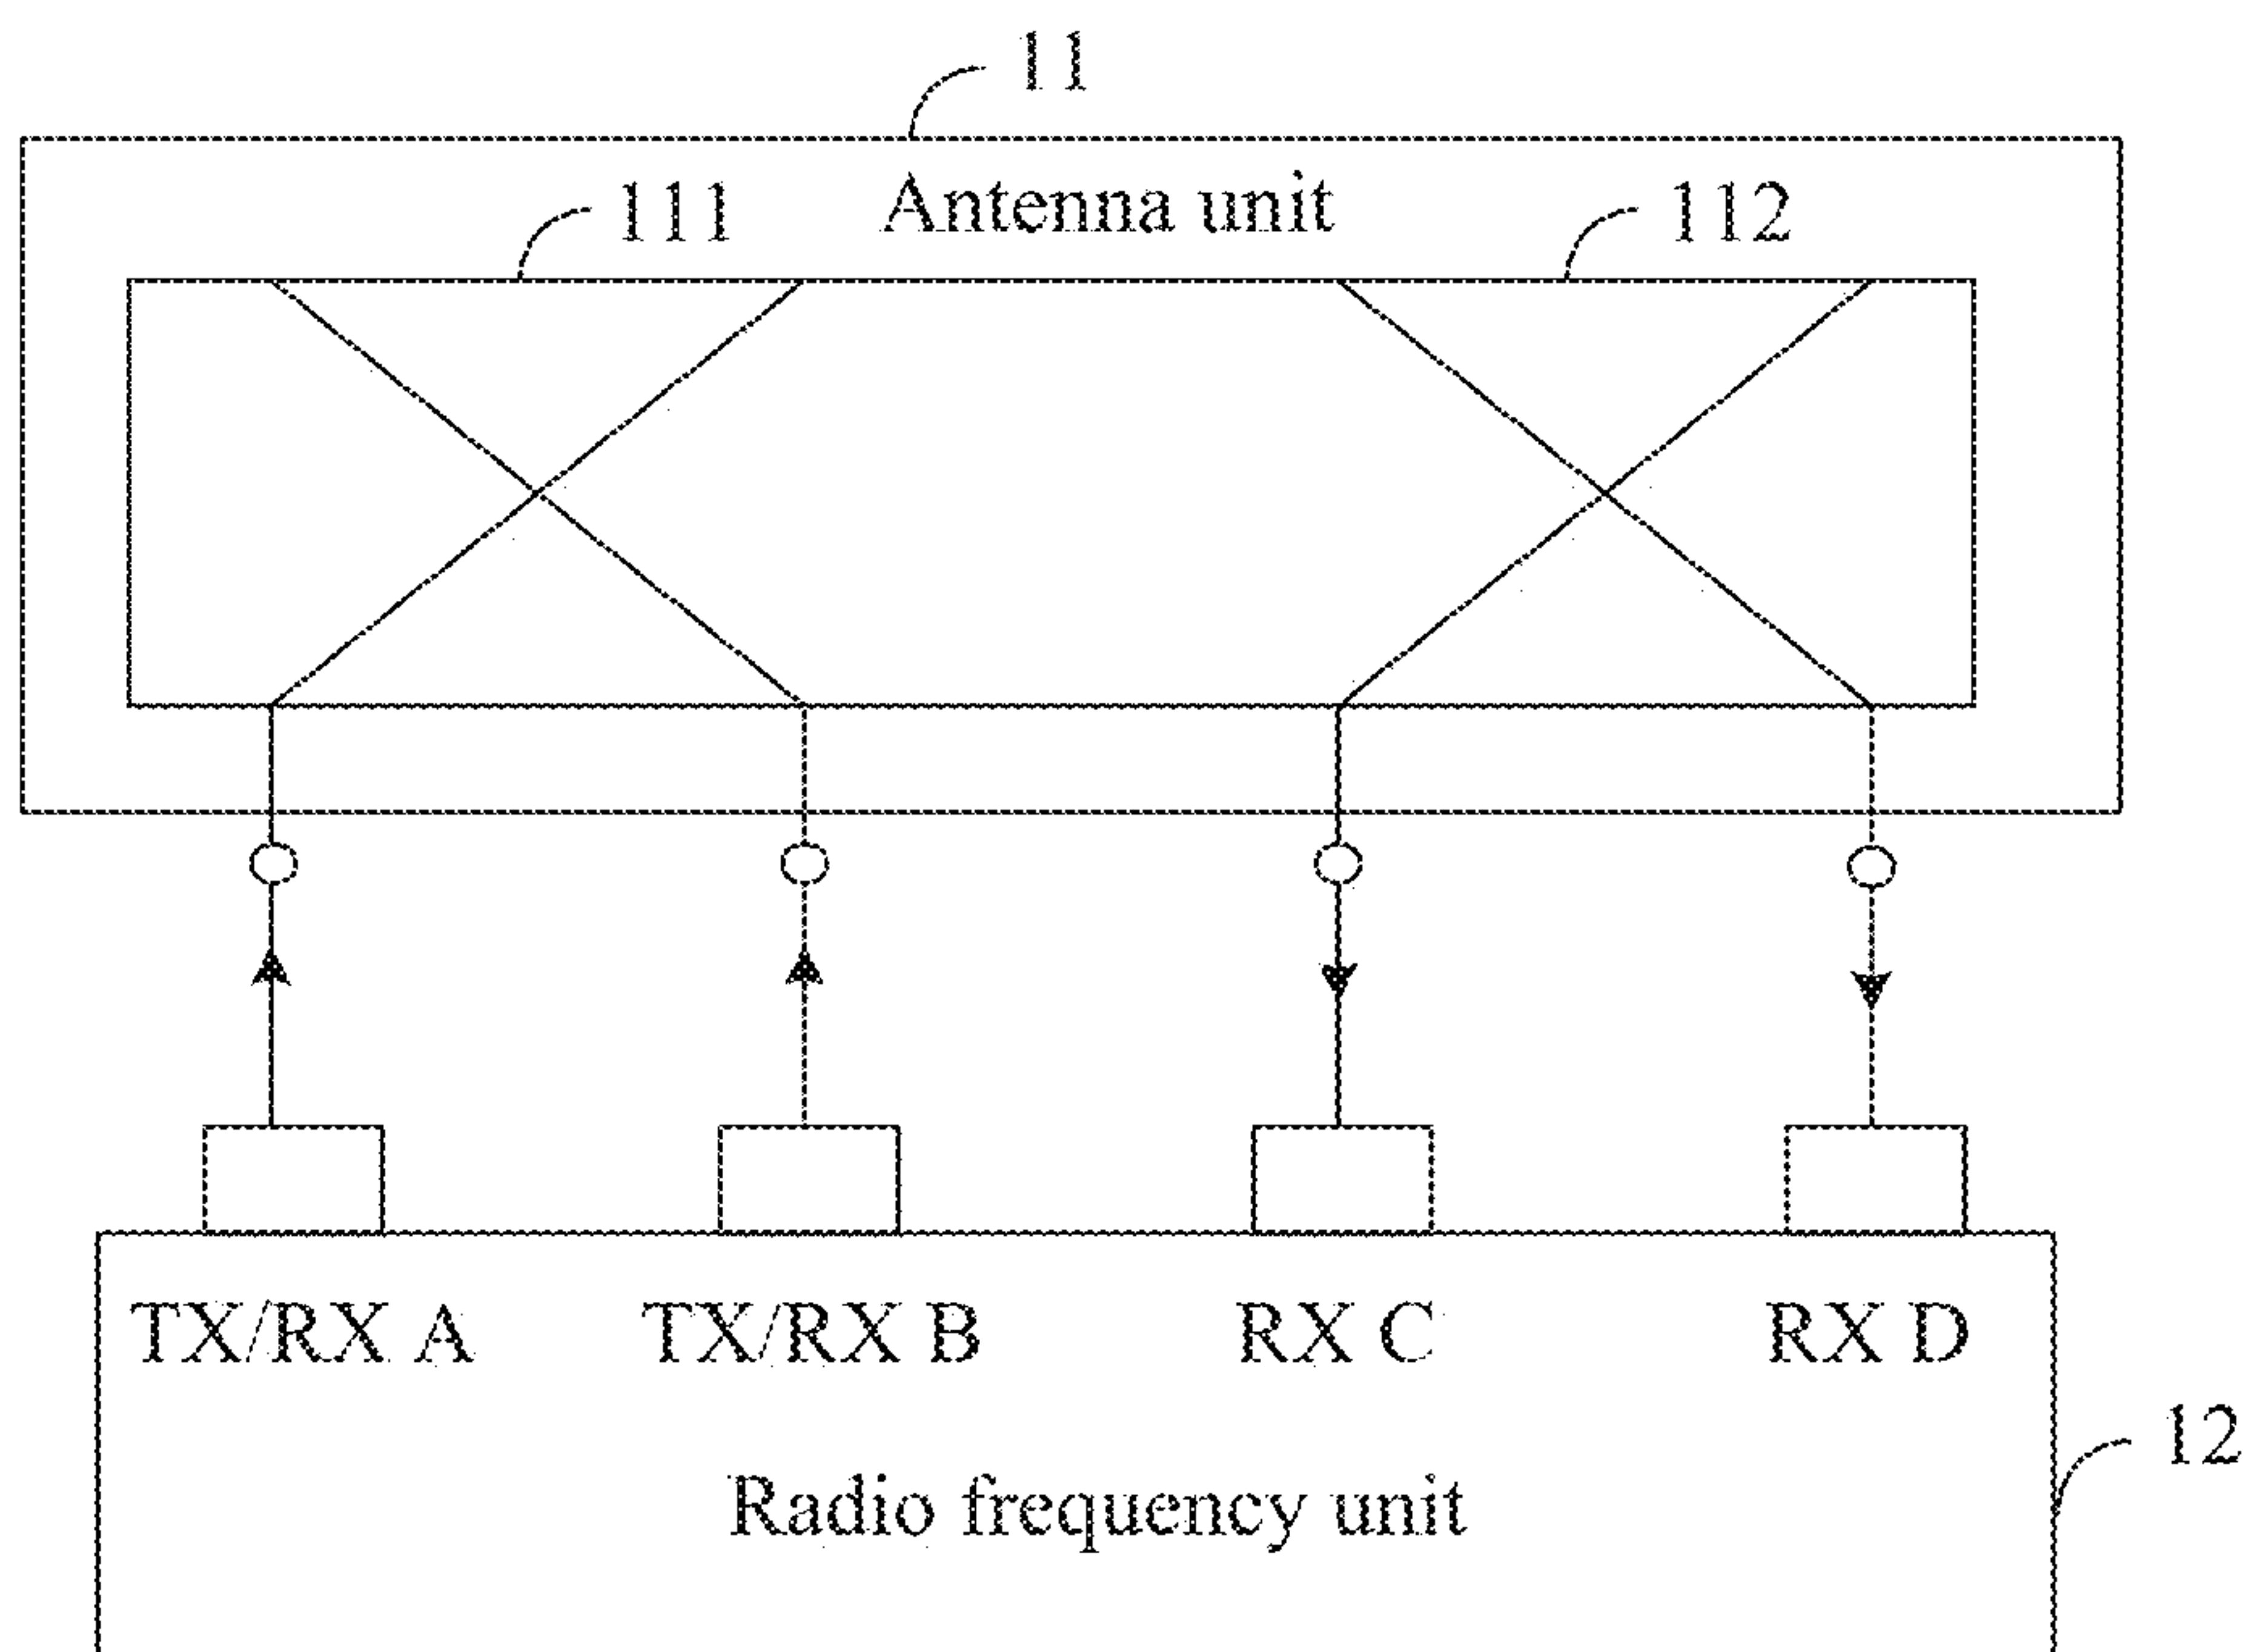 11
111 Antenna unit 112
TX/RX A TX/RX B RX C RX D
12
Radio frequency unit